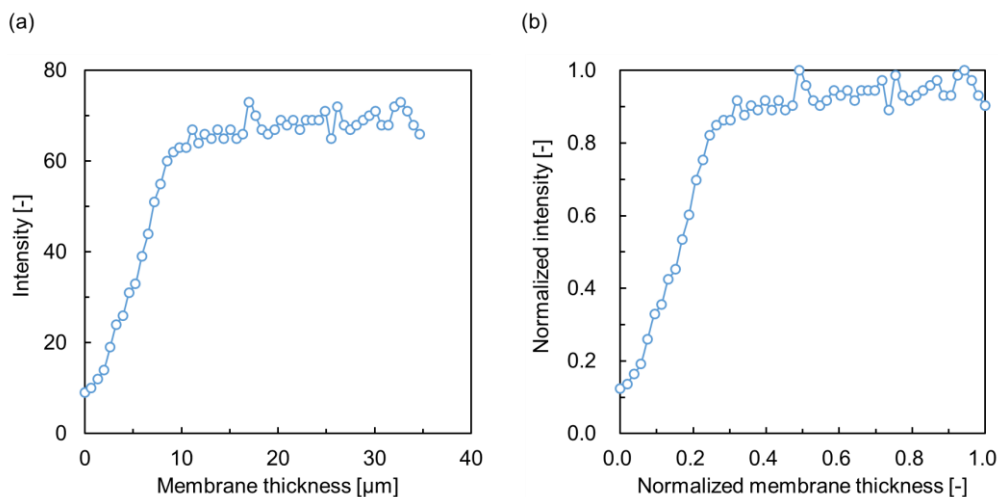 (a)
80
60
40
20
0
Intensity [-]
0 10 20 30 40
Membrane thickness [μm]
(b)
1.0
0.8
0.6
0.4
0.2
0.0
Normalized intensity [-]
0.0 0.2 0.4 0.6 0.8 1.0
Normalized membrane thickness [-]